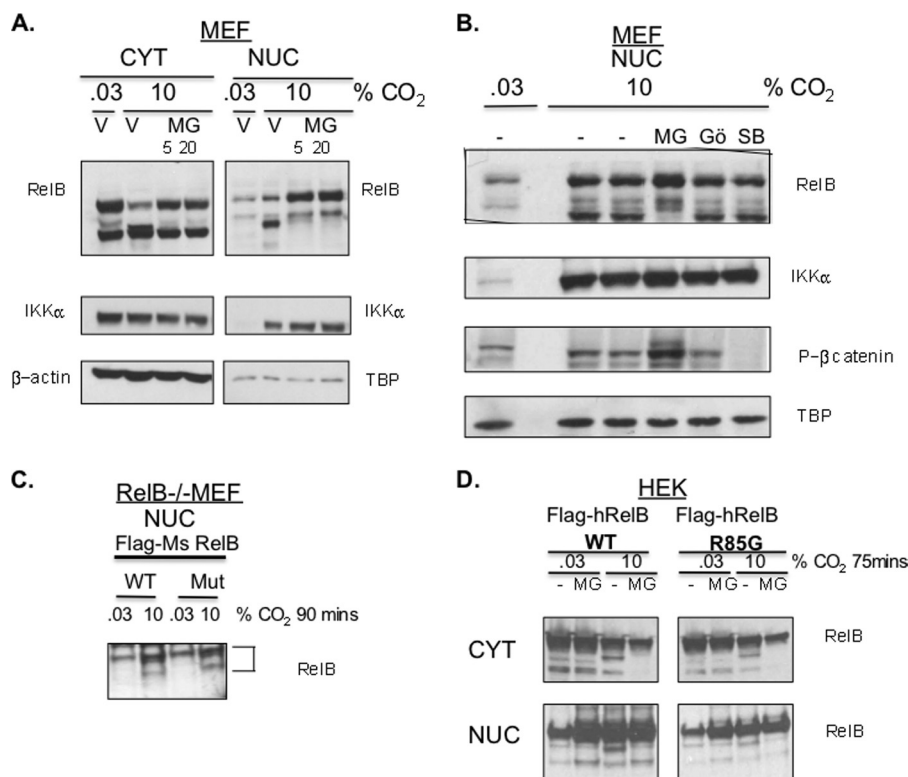 A.
MEF
CYT NUC
.03 10 .03 10 % CO2
V V MG V V MG
5 20 5 20
RelB RelB
IKKα IKKα
β-actin TBP
B.
MEF
NUC
.03 10 % CO2
- - - MG Gö SB
RelB
IKKα
P-βcatenin
TBP
C.
RelB-/-MEF
NUC
Flag-Ms RelB
WT Mut
.03 10 .03 10 % CO2 90 mins
RelB
D.
HEK
Flag-hRelB Flag-hRelB
WT R85G
.03 10 .03 10 % CO2 75mins
- MG - MG - MG - MG
CYT RelB
NUC RelB